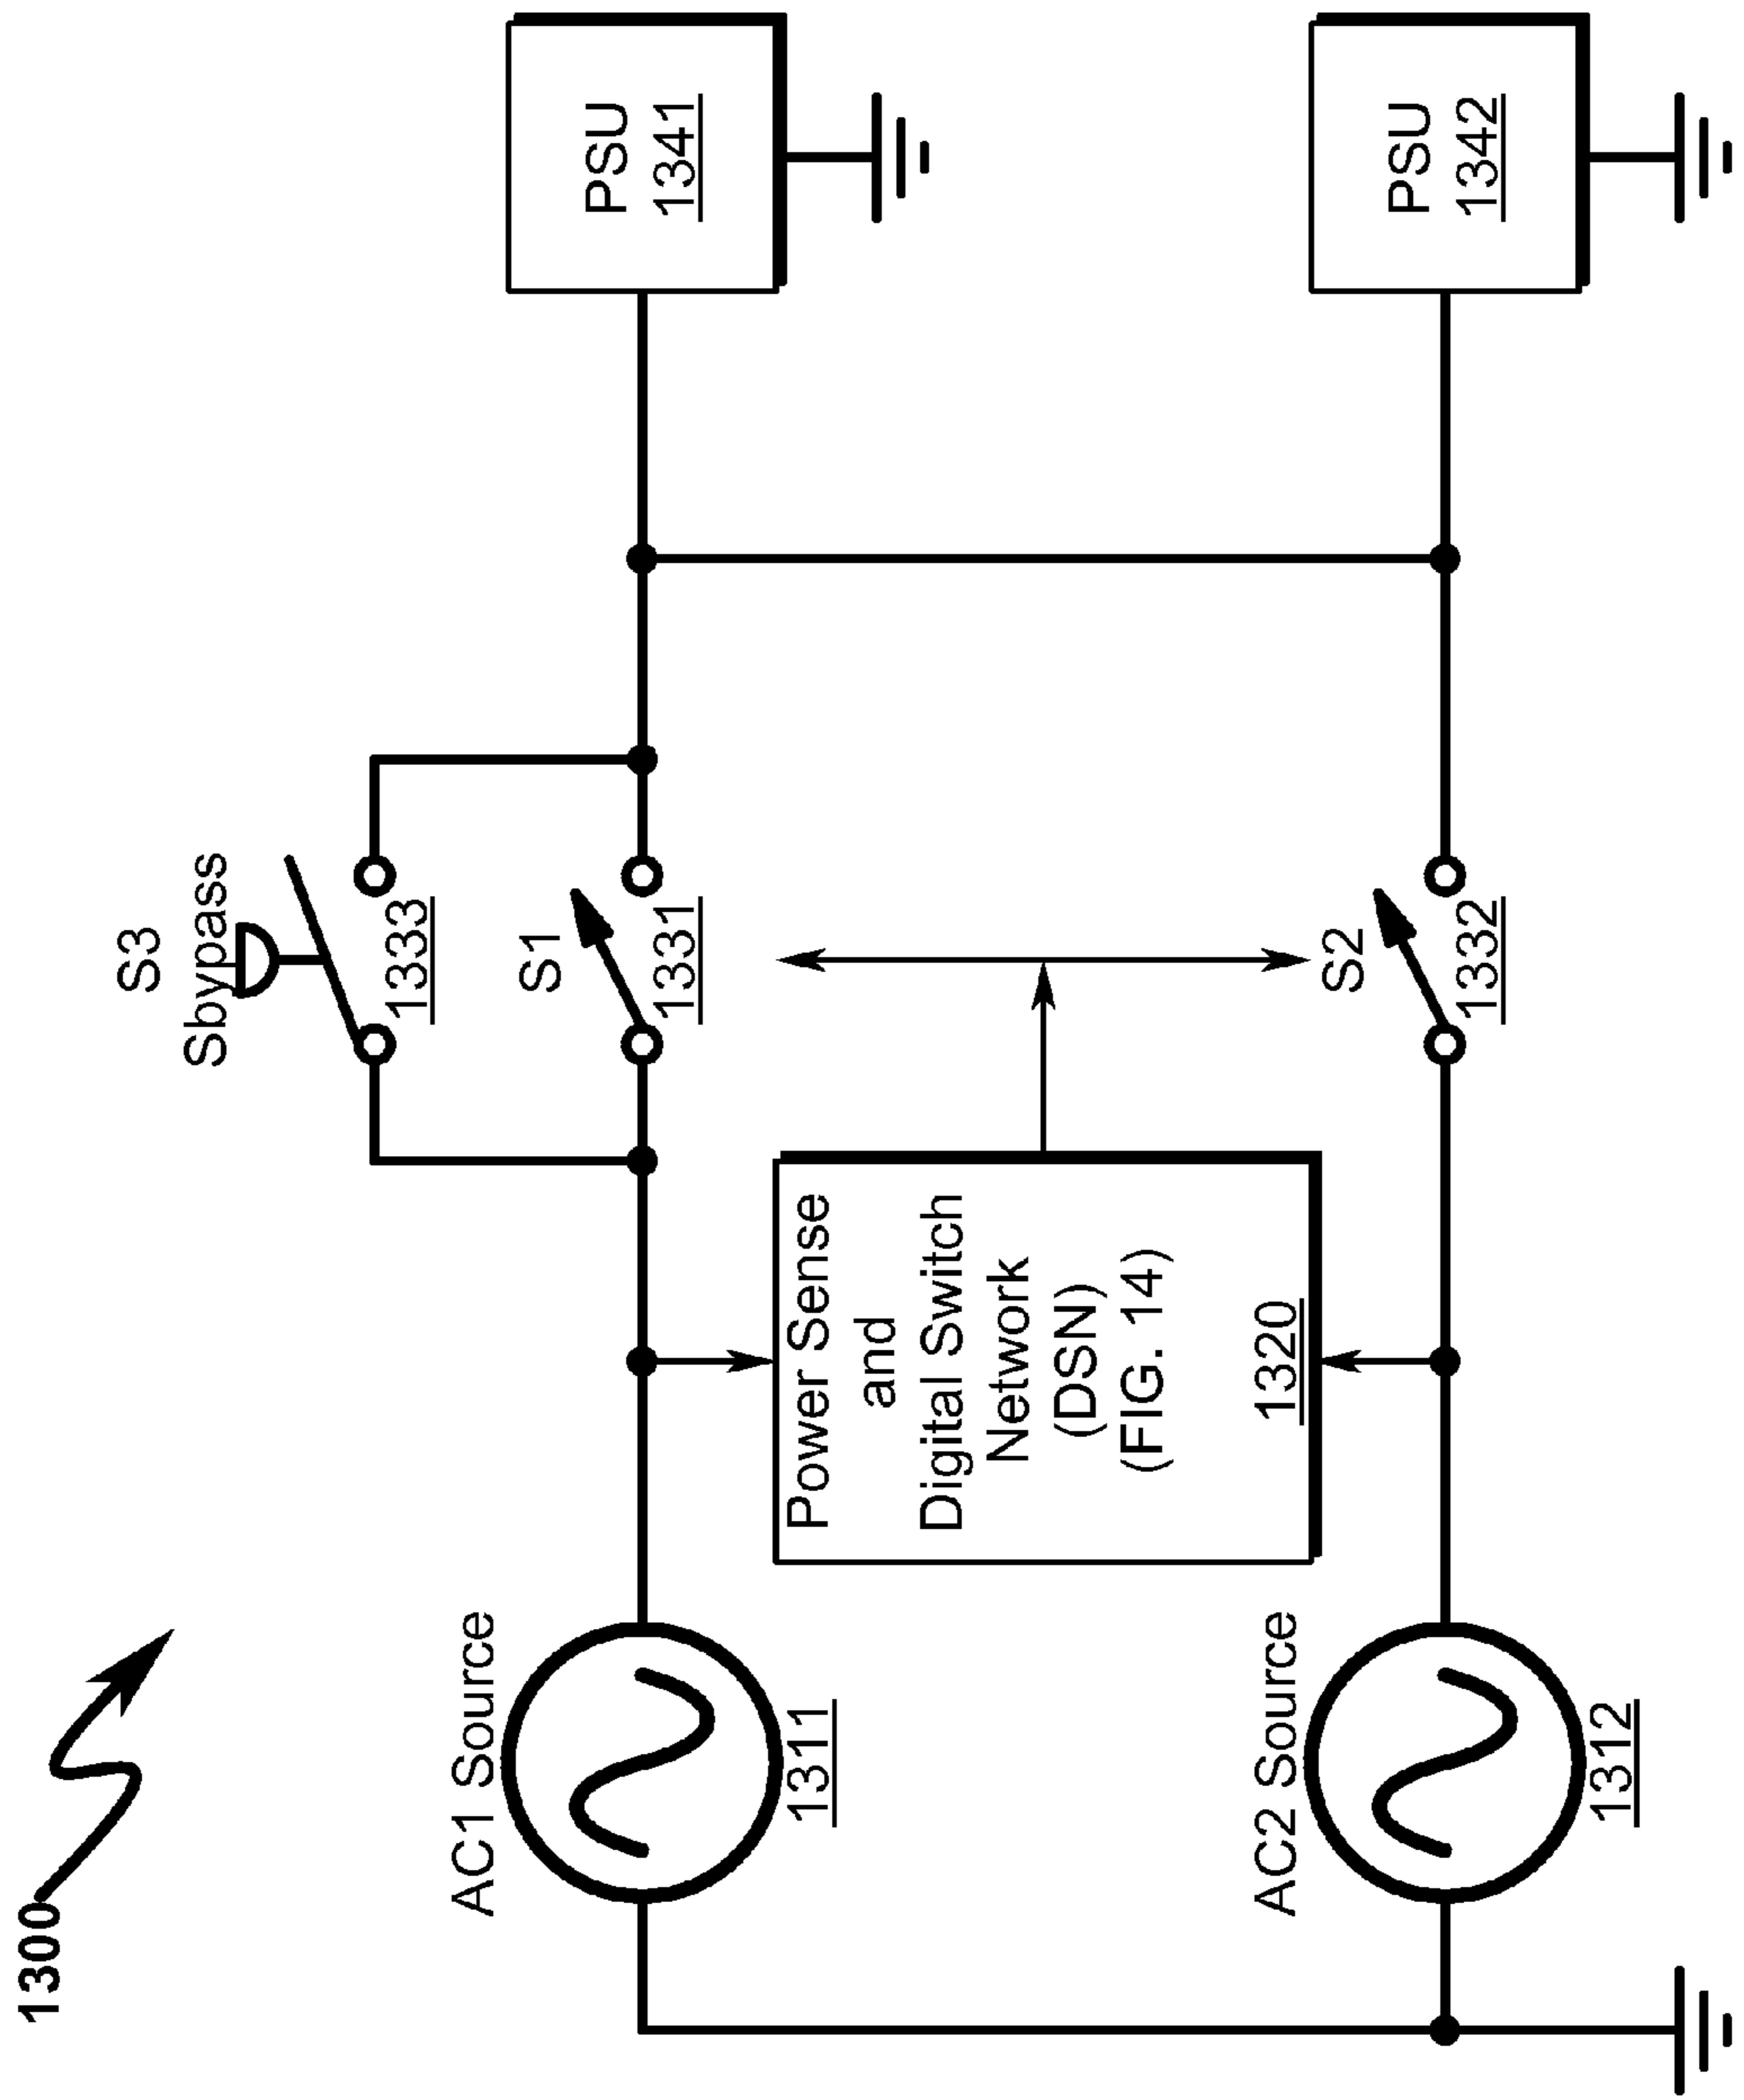 1300
S3
Sbypass
1333
S1
1331
AC1 Source
1311
PSU
1341
Power Sense
and
Digital Switch
Network
(DSN)
(FIG. 14)
1320
S2
1332
AC2 Source
1312
PSU
1342